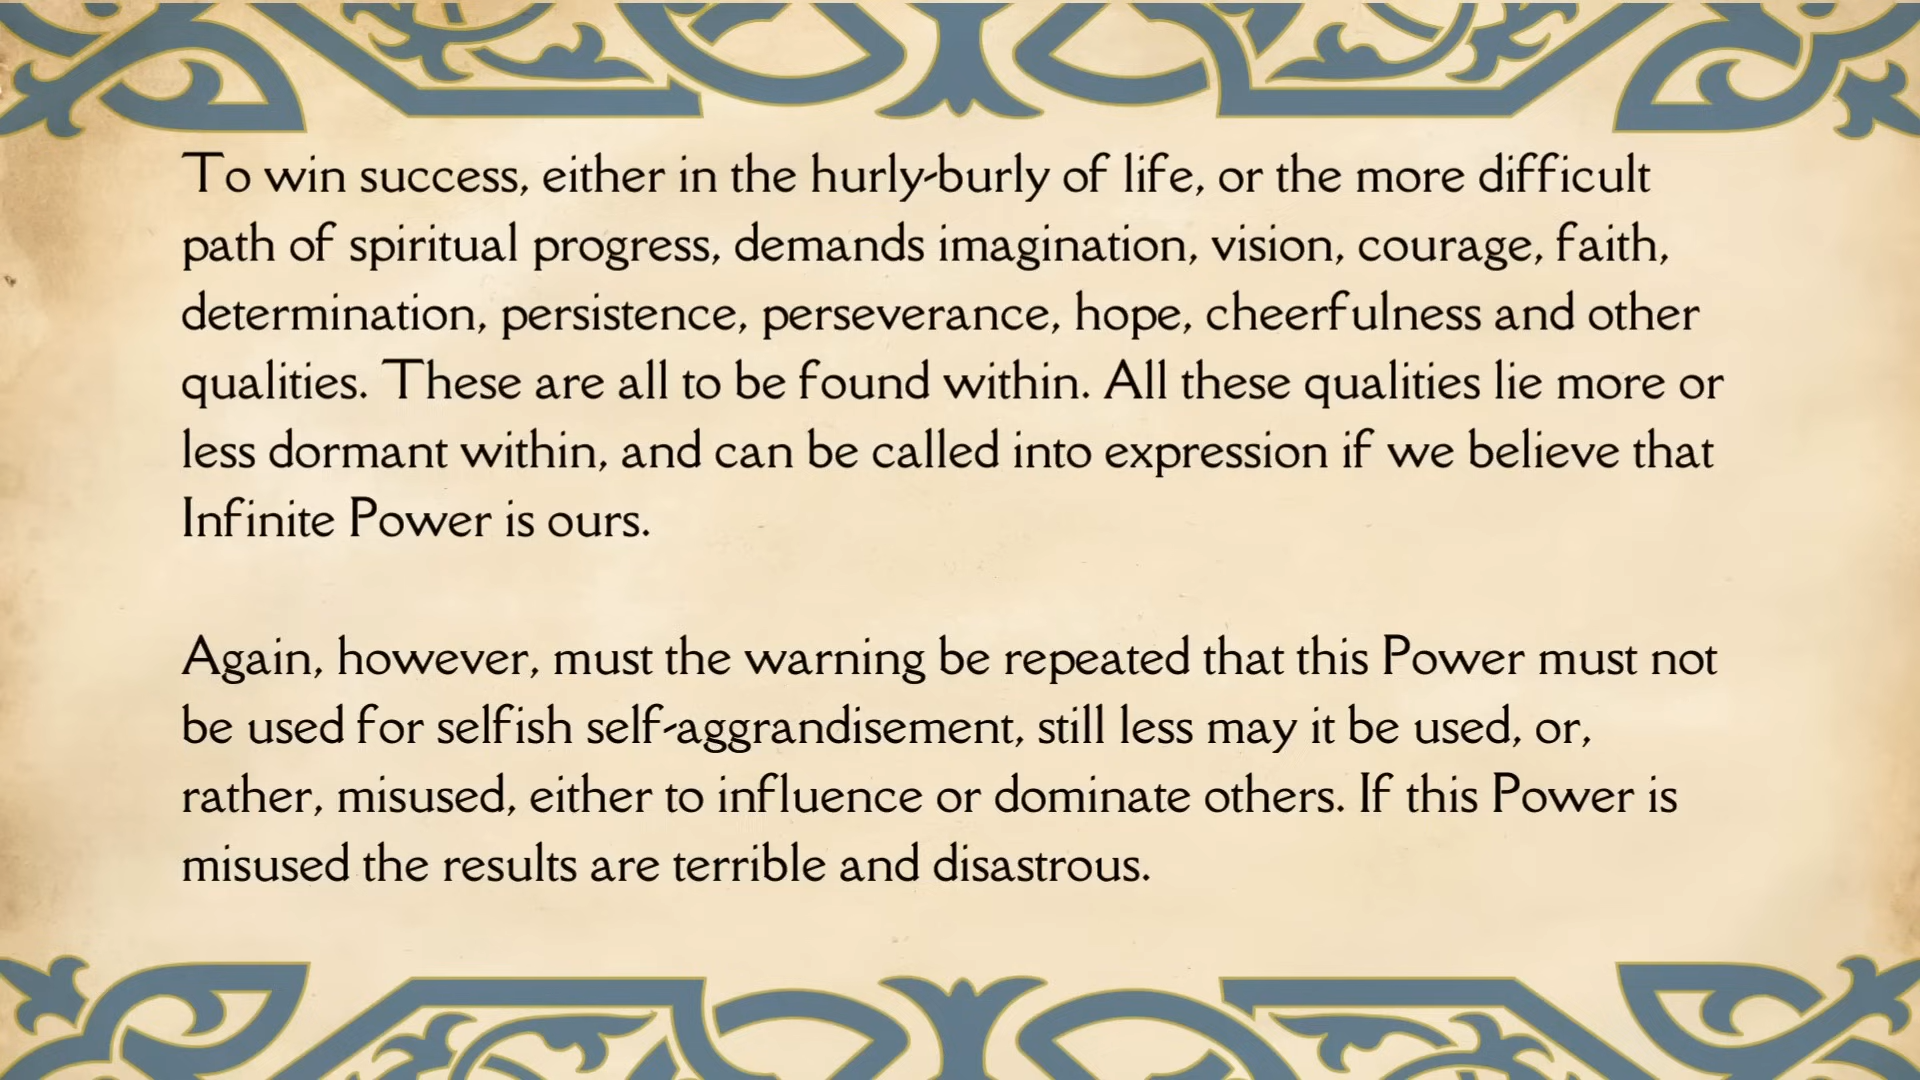 To win success, either in the hurly-burly of life, or the more difficult
path of spiritual progress, demands imagination, vision, courage, faith,
determination, persistence, perseverance, hope, cheerfulness and other
qualities. These are all to be found within. All these qualities lie more or
less dormant within, and can be called into expression if we believe that
Infinite Power is ours.
Again, however, must the warning be repeated that this Power must not
be used for selfish self-aggrandisement, still less may it be used, or,
rather, misused, either to influence or dominate others. If this Power is
misused the results are terrible and disastrous.